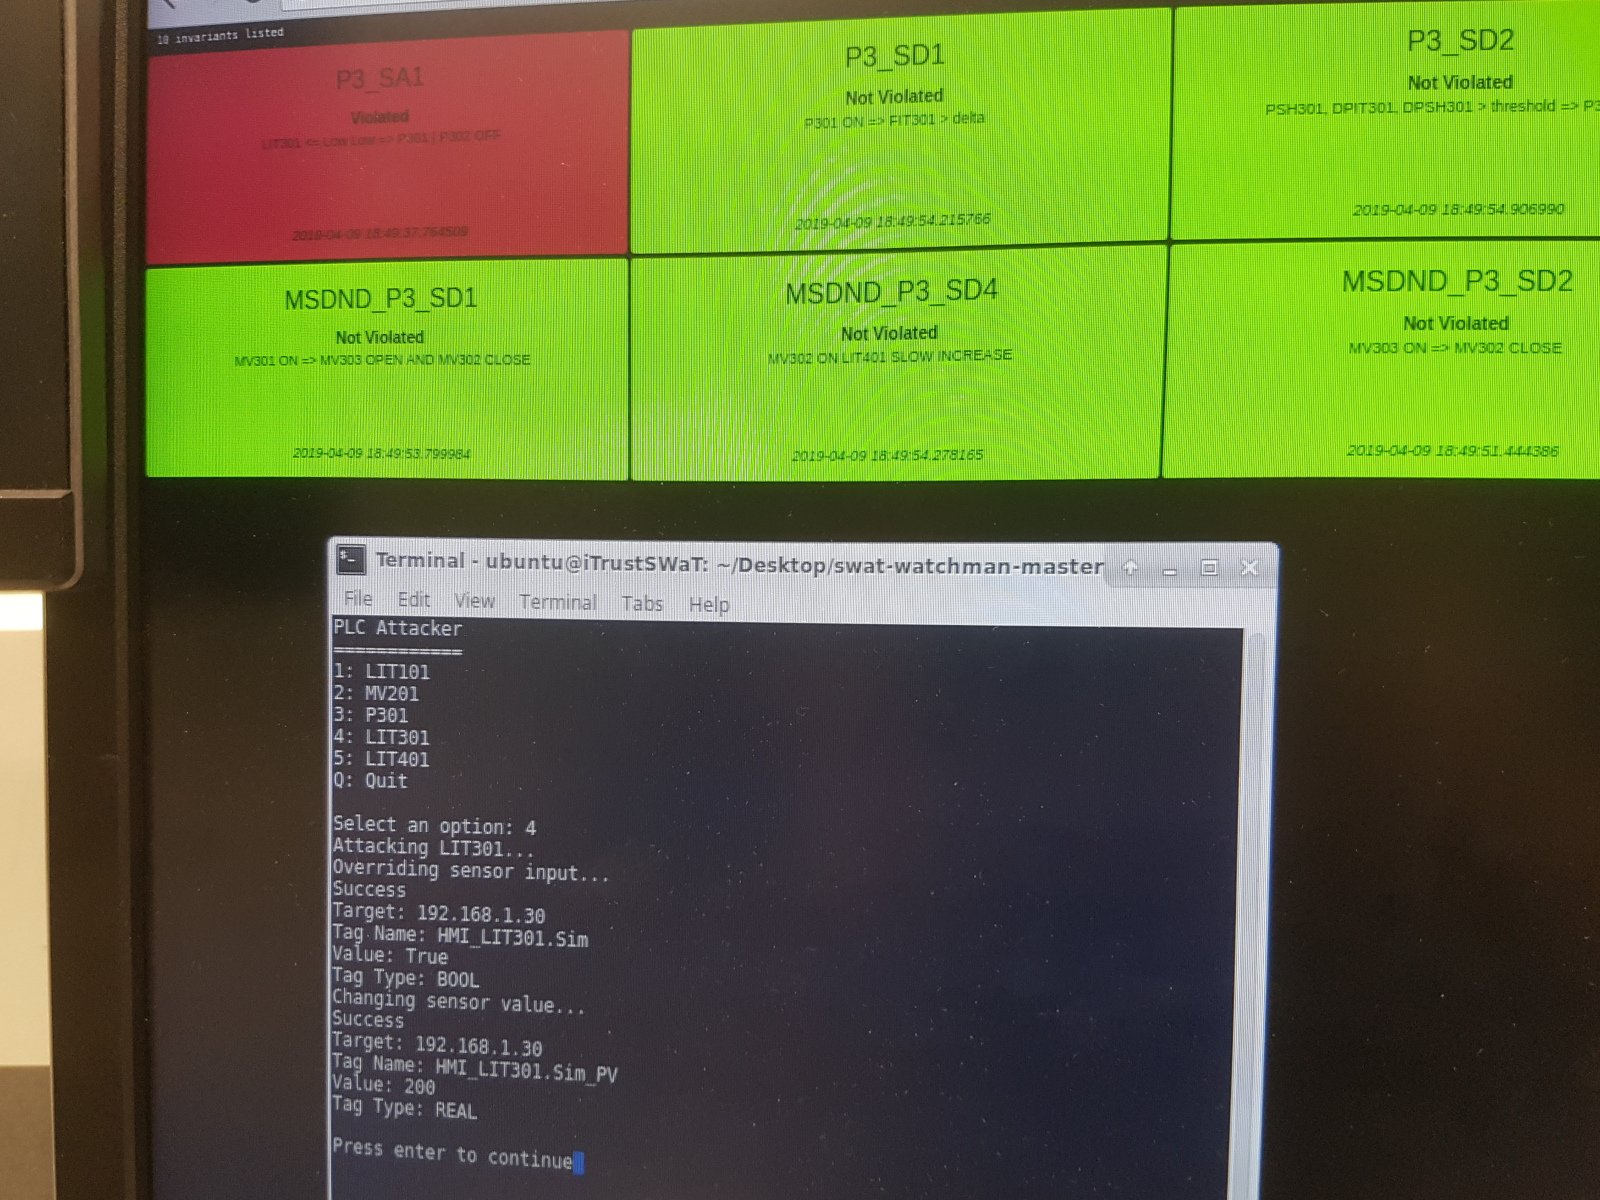 10 invariants listed
P3_SA1
Violated
LIT301 <= Low Low => P301 | P302 OFF
2019-04-09 18:49:37.764509
P3_SD1
Not Violated
P301 ON => FIT301 > delta
2019-04-09 18:49:54.215766
P3_SD2
Not Violated
PSH301, DPIT301, DPSH301 > threshold => P3
2019-04-09 18:49:54.906990
MSDND_P3_SD1
Not Violated
MV301 ON => MV303 OPEN AND MV302 CLOSE
2019-04-09 18:49:53.799984
MSDND_P3_SD4
Not Violated
MV302 ON LIT401 SLOW INCREASE
2019-04-09 18:49:54.278165
MSDND_P3_SD2
Not Violated
MV303 ON => MV302 CLOSE
2019-04-09 18:49:51.444386
Terminal - ubuntu@iTrustSWaT: ~/Desktop/swat-watchman-master
File Edit View Terminal Tabs Help
PLC Attacker
============
1: LIT101
2: MV201
3: P301
4: LIT301
5: LIT401
Q: Quit
Select an option: 4
Attacking LIT301...
Overriding sensor input...
Success
Target: 192.168.1.30
Tag Name: HMI_LIT301.Sim
Value: True
Tag Type: BOOL
Changing sensor value...
Success
Target: 192.168.1.30
Tag Name: HMI_LIT301.Sim_PV
Value: 200
Tag Type: REAL
Press enter to continue